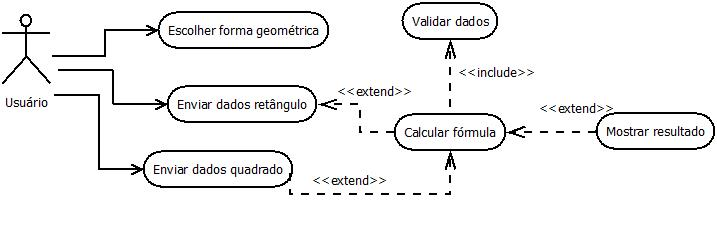 Validar dados
Escolher forma geométrica
<<include>>
<<extend>>
Usuário
Enviar dados retângulo
<<extend>>
Calcular fórmula
Mostrar resultado
Enviar dados quadrado
<<extend>>